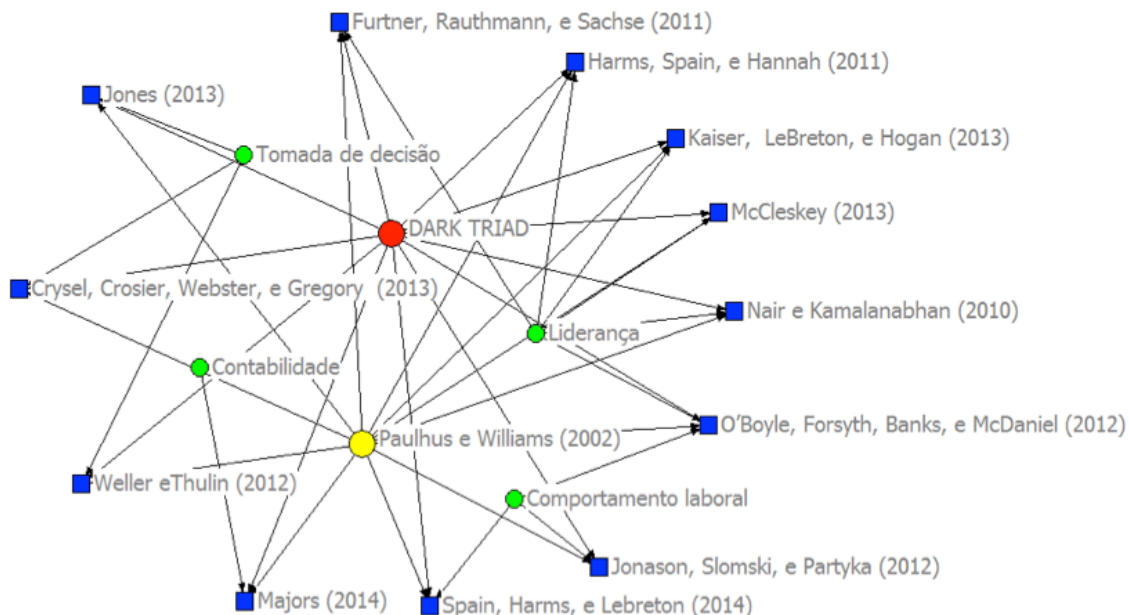 Furtner, Rauthmann, e Sachse (2011)
Harms, Spain, e Hannah (2011)
Jones (2013)
Kaiser, LeBreton, e Hogan (2013)
Tomada de decisão
McCleskey (2013)
DARK TRIAD
Crysel, Crosier, Webster, e Gregory (2013)
Nair e Kamalanabhan (2010)
Liderança
Contabilidade
O'Boyle, Forsyth, Banks, e McDaniel (2012)
Paulhus e Williams (2002)
Weller eThulin (2012)
Comportamento laboral
Jonason, Slomski, e Partyka (2012)
Majors (2014)
Spain, Harms, e Lebreton (2014)